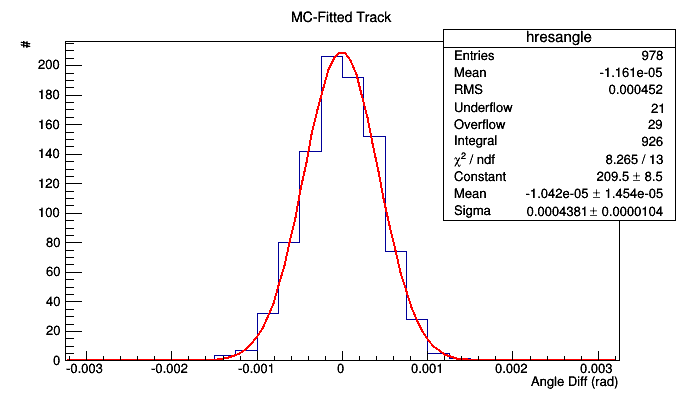 MC-Fitted Track
#
hresangle
Entries 978
Mean -1.161e-05
RMS 0.000452
Underflow 21
Overflow 29
Integral 926
χ² / ndf 8.265 / 13
Constant 209.5 ± 8.5
Mean -1.042e-05 ± 1.454e-05
Sigma 0.0004381 ± 0.0000104
200
180
160
140
120
100
80
60
40
20
0
-0.003 -0.002 -0.001 0 0.001 0.002 0.003
Angle Diff (rad)